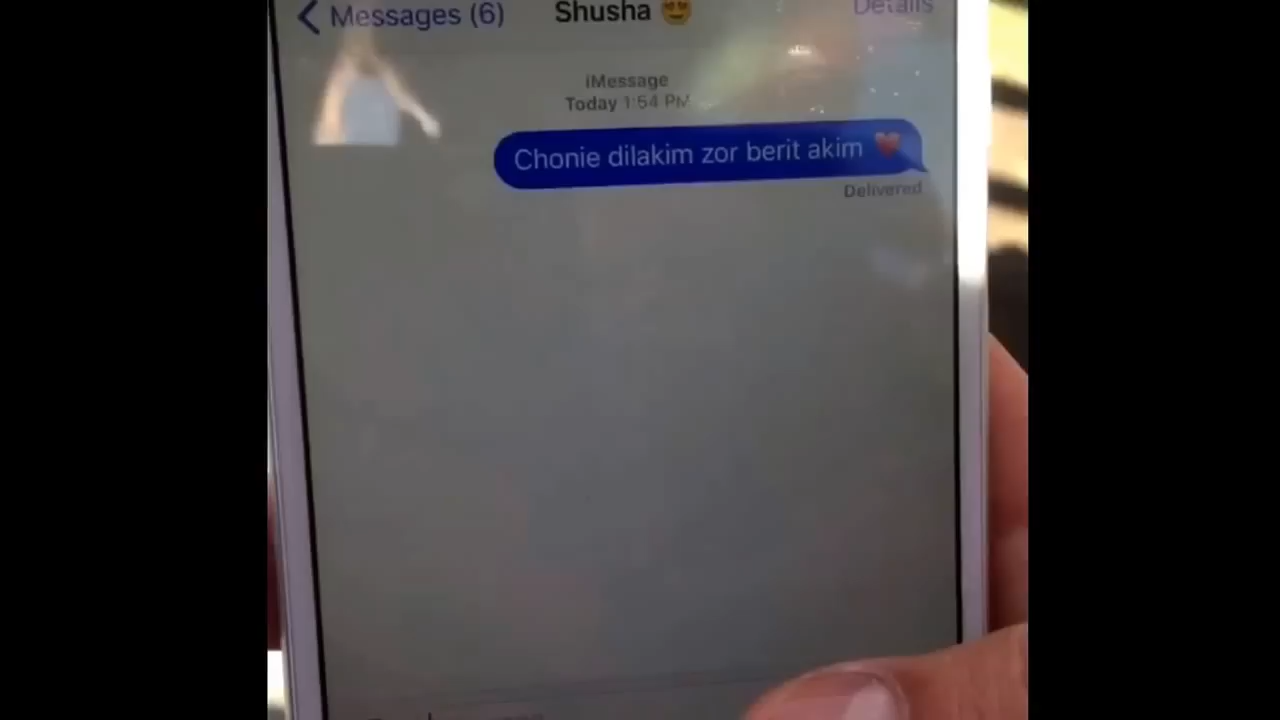 Messages (6) Shusha 😍 Details
iMessage
Today 1:54 PM
Chonie dilakim zor berit akim ❤️
Delivered